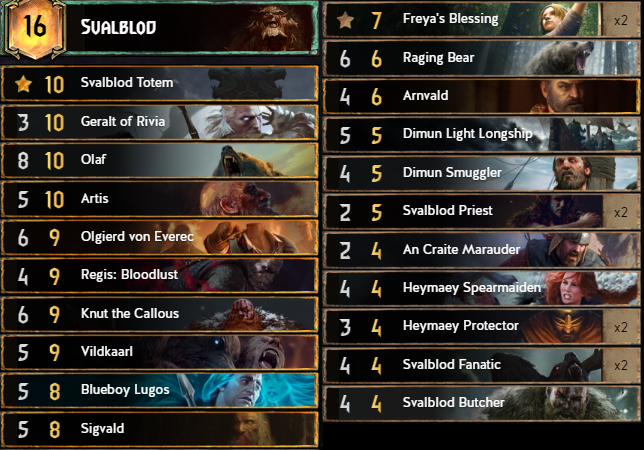 16 SVALBLOD
10 Svalblod Totem
3 10 Geralt of Rivia
8 10 Olaf
5 10 Artis
6 9 Olgierd von Everec
4 9 Regis: Bloodlust
6 9 Knut the Callous
5 9 Vildkaarl
5 8 Blueboy Lugos
5 8 Sigvald
7 Freya's Blessing x2
6 6 Raging Bear
4 6 Arnvald
5 5 Dimun Light Longship
4 5 Dimun Smuggler
2 5 Svalblod Priest x2
2 4 An Craite Marauder
4 4 Heymaey Spearmaiden
3 4 Heymaey Protector x2
4 4 Svalblod Fanatic x2
4 4 Svalblod Butcher